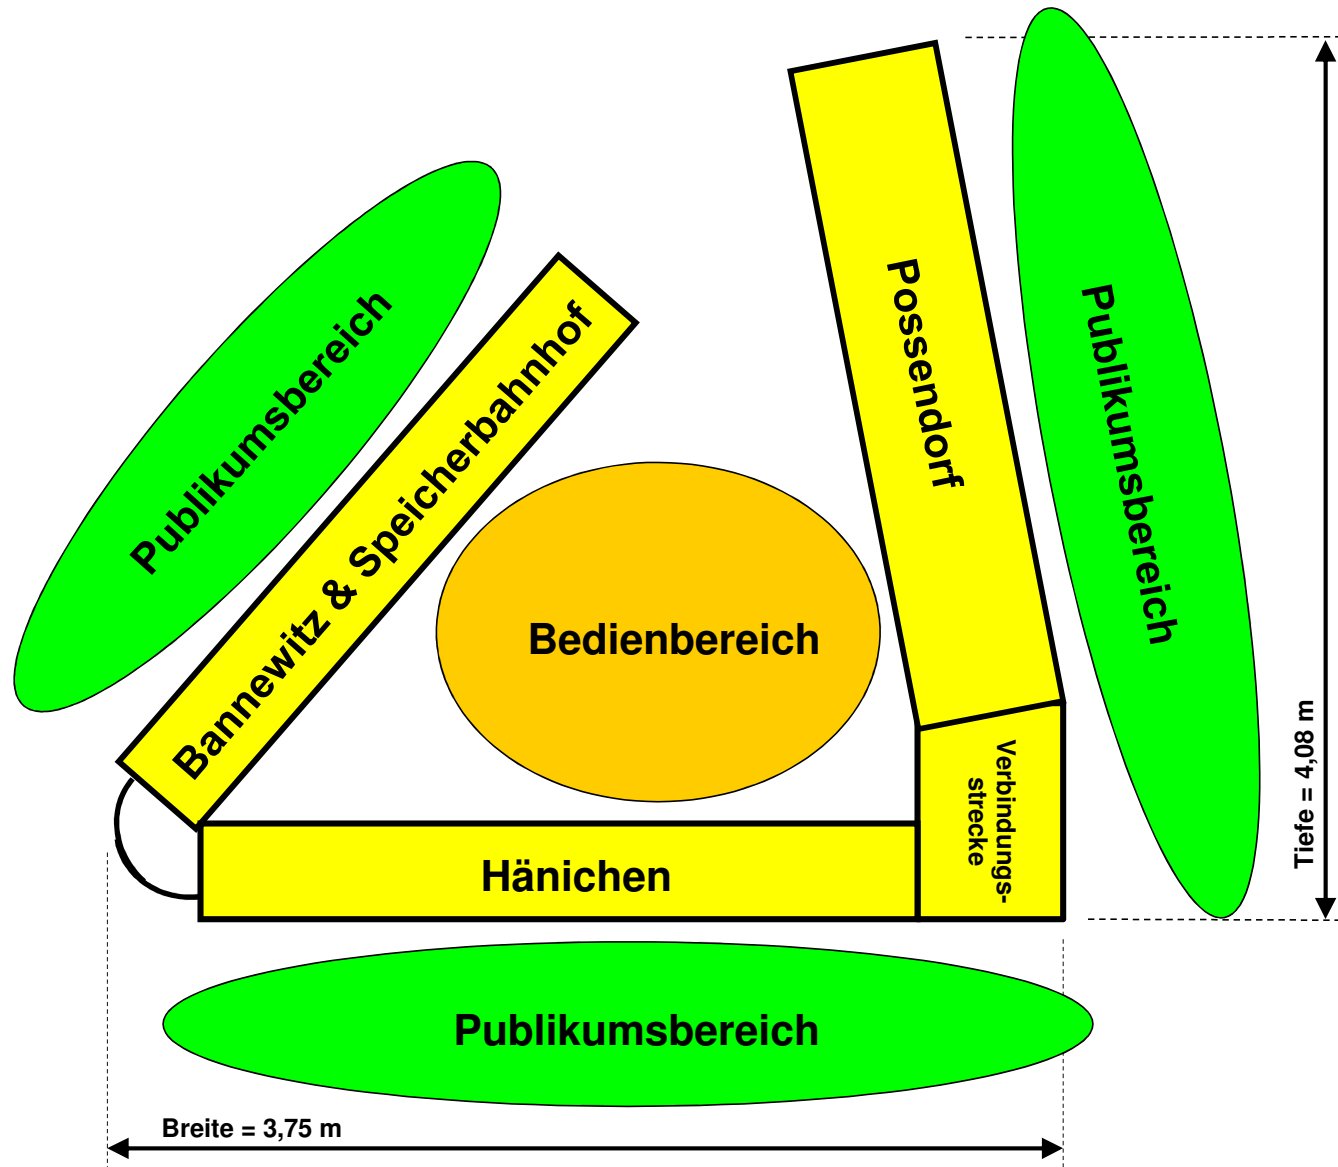 Publikumsbereich
Bannewitz & Speicherbahnhof
Possendorf
Publikumsbereich
Bedienbereich
Verbindungs-
strecke
Hänichen
Publikumsbereich
Tiefe = 4,08 m
Breite = 3,75 m